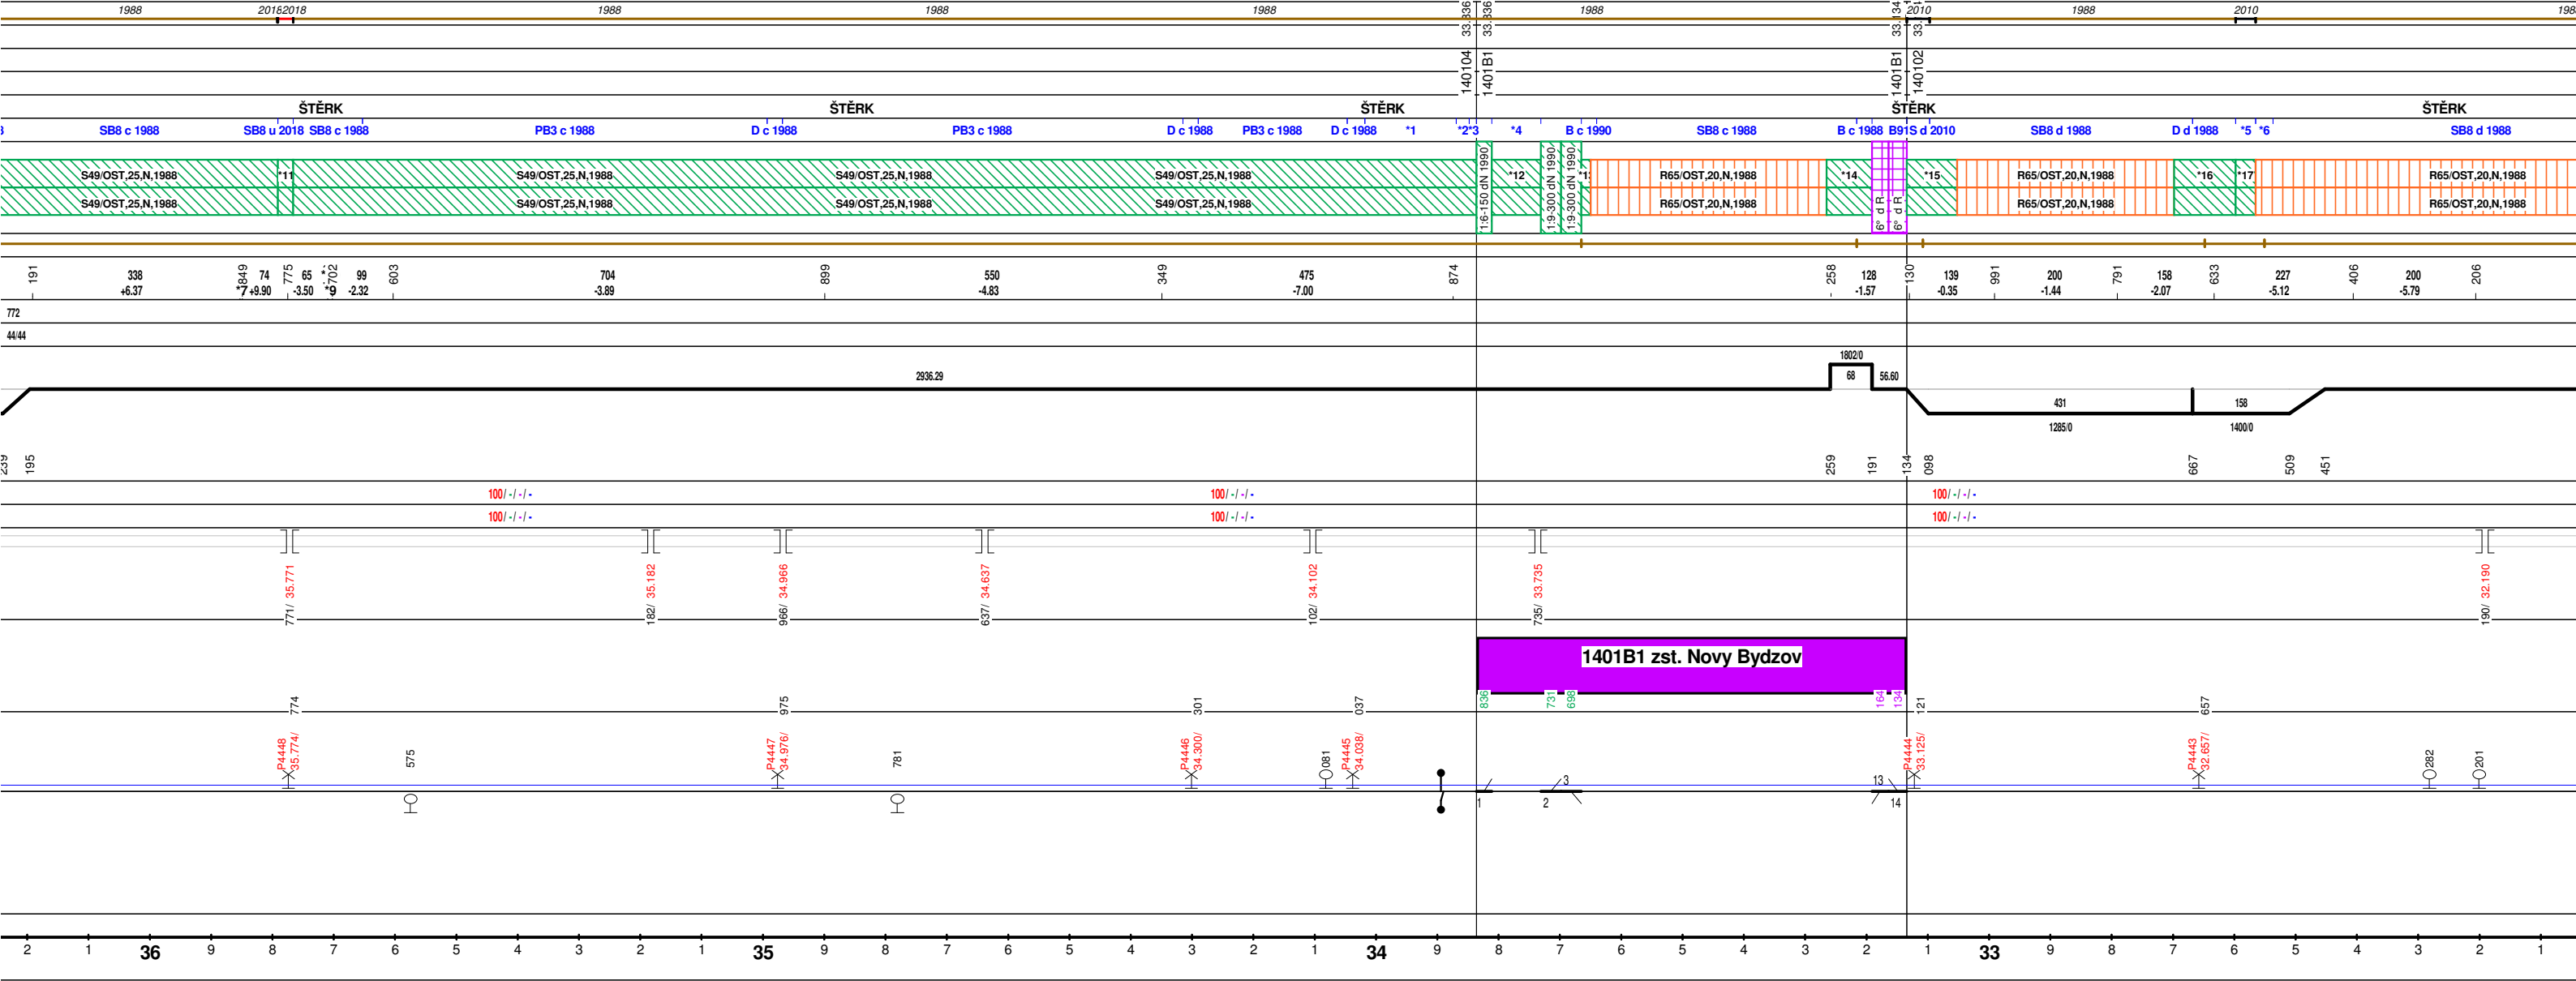 1988 2018 2018 1988 1988 1988 1988 2010 1988 2010
33.836 33.836 33.134
140104 1401B1 1401B1 140102
ŠTĚRK ŠTĚRK ŠTĚRK ŠTĚRK ŠTĚRK
SB8 c 1988 SB8 u 2018 SB8 c 1988 PB3 c 1988 D c 1988 PB3 c 1988 D c 1988 PB3 c 1988 D c 1988 *1 *2 *3 *4 B c 1990 SB8 c 1988 B c 1988 B91S d 2010 SB8 d 1988 D d 1988 *5 *6 SB8 d 1988
S49/OST,25,N,1988 *11 S49/OST,25,N,1988 S49/OST,25,N,1988 S49/OST,25,N,1988 1:6-150 dN 1990 *12 1:9-300 dN 1990 1:9-300 dN 1990 R65/OST,20,N,1988 *14 6° d R 6° d R *15 R65/OST,20,N,1988 *16 *17 R65/OST,20,N,1988
S49/OST,25,N,1988 S49/OST,25,N,1988 S49/OST,25,N,1988 S49/OST,25,N,1988 R65/OST,20,N,1988 R65/OST,20,N,1988 R65/OST,20,N,1988
191 338 849 74 775 65 702 99 603 704 899 550 349 475 874 258 128 130 139 991 200 791 158 633 227 406 200 206
+6.37 *7 +9.90 -3.50 *9 -2.32 -3.89 -4.83 -7.00 -1.57 -0.35 -1.44 -2.07 -5.12 -5.79
772
44/44
1802/0
2936.29 68 56.60
431 158
1285/0 1400/0
239 195 259 191 134 098 667 509 451
100/ - / - / - 100/ - / - / - 100/ - / - / -
100/ - / - / - 100/ - / - / - 100/ - / - / -
771/ 35.771 182/ 35.182 966/ 34.966 637/ 34.637 102/ 34.102 735/ 33.735 190/ 32.190
1401B1 zst. Novy Bydzov
836 731 698 164 134
774 975 301 037 121 657
P4448 35.774/ 575 P4447 34.976/ 781 P4446 34.300/ 081 P4445 34.038/ P4444 33.125/ P4443 32.657/ 282 201
3 13
1 2 14
2 1 36 9 8 7 6 5 4 3 2 1 35 9 8 7 6 5 4 3 2 1 34 9 8 7 6 5 4 3 2 1 33 9 8 7 6 5 4 3 2 1